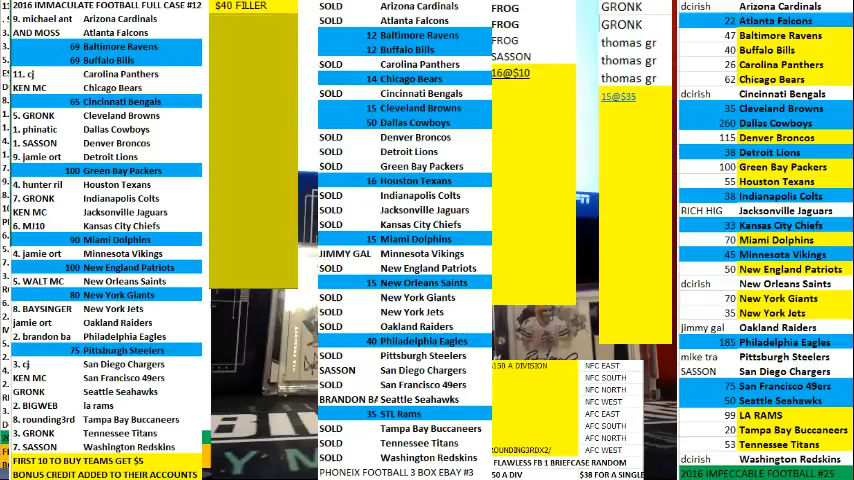 2016 IMMACULATE FOOTBALL FULL CASE #12
9. michael ant Arizona Cardinals
AND MOSS Atlanta Falcons
69 Baltimore Ravens
69 Buffalo Bills
11. cj Carolina Panthers
KEN MC Chicago Bears
65 Cincinnati Bengals
5. GRONK Cleveland Browns
1. phinatic Dallas Cowboys
1. SASSON Denver Broncos
9. jamie ort Detroit Lions
100 Green Bay Packers
4. hunter ril Houston Texans
7. GRONK Indianapolis Colts
KEN MC Jacksonville Jaguars
6. MJ10 Kansas City Chiefs
90 Miami Dolphins
4. jamie ort Minnesota Vikings
100 New England Patriots
5. WALT MC New Orleans Saints
80 New York Giants
8. BAYSINGER New York Jets
jamie ort Oakland Raiders
2. brandon ba Philadelphia Eagles
75 Pittsburgh Steelers
3. cj San Diego Chargers
KEN MC San Francisco 49ers
GRONK Seattle Seahawks
2. BIGWEB la rams
8. rounding3rd Tampa Bay Buccaneers
3. GRONK Tennessee Titans
7. SASSON Washington Redskins
FIRST 10 TO BUY TEAMS GET $5
BONUS CREDIT ADDED TO THEIR ACCOUNTS
$40 FILLER
SOLD Arizona Cardinals
SOLD Atlanta Falcons
12 Baltimore Ravens
12 Buffalo Bills
SOLD Carolina Panthers
14 Chicago Bears
SOLD Cincinnati Bengals
15 Cleveland Browns
50 Dallas Cowboys
SOLD Denver Broncos
SOLD Detroit Lions
SOLD Green Bay Packers
16 Houston Texans
SOLD Indianapolis Colts
SOLD Jacksonville Jaguars
SOLD Kansas City Chiefs
15 Miami Dolphins
JIMMY GAL Minnesota Vikings
SOLD New England Patriots
15 New Orleans Saints
SOLD New York Giants
SOLD New York Jets
SOLD Oakland Raiders
40 Philadelphia Eagles
SOLD Pittsburgh Steelers
SASSON San Diego Chargers
SOLD San Francisco 49ers
BRANDON BA Seattle Seahawks
35 STL Rams
SOLD Tampa Bay Buccaneers
SOLD Tennessee Titans
SOLD Washington Redskins
PHONEIX FOOTBALL 3 BOX EBAY #3
FROG
FROG
FROG
SASSON
16@$10
$150 A DIVISION
ROUNDING3RDX2/
NFC EAST
NFC SOUTH
NFC NORTH
NFC WEST
AFC EAST
AFC SOUTH
AFC NORTH
AFC WEST
FLAWLESS FB 1 BRIEFCASE RANDOM
50 A DIV $38 FOR A SINGLE
GRONK
GRONK
thomas gr
thomas gr
thomas gr
15@$35
dcirish Arizona Cardinals
22 Atlanta Falcons
47 Baltimore Ravens
40 Buffalo Bills
26 Carolina Panthers
62 Chicago Bears
dcirish Cincinnati Bengals
35 Cleveland Browns
260 Dallas Cowboys
115 Denver Broncos
38 Detroit Lions
100 Green Bay Packers
55 Houston Texans
38 Indianapolis Colts
RICH HIG Jacksonville Jaguars
33 Kansas City Chiefs
70 Miami Dolphins
45 Minnesota Vikings
50 New England Patriots
dcirish New Orleans Saints
70 New York Giants
35 New York Jets
jimmy gal Oakland Raiders
185 Philadelphia Eagles
mike tra Pittsburgh Steelers
SASSON San Diego Chargers
75 San Francisco 49ers
50 Seattle Seahawks
99 LA RAMS
20 Tampa Bay Buccaneers
53 Tennessee Titans
dcirish Washington Redskins
2016 IMPECCABLE FOOTBALL #25